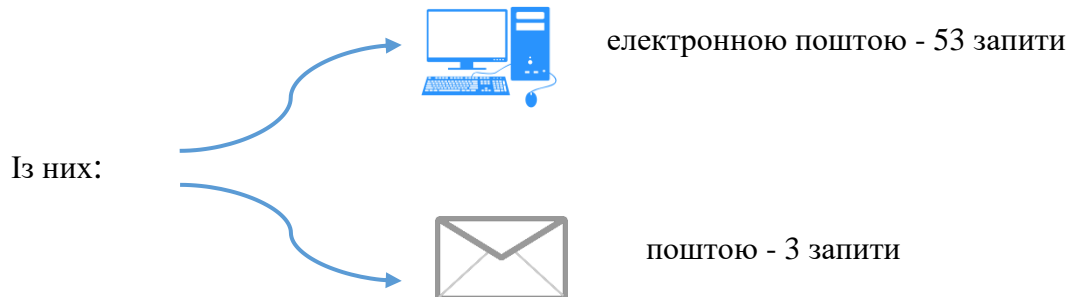 електронною поштою - 53 запити
Із них:
поштою - 3 запити